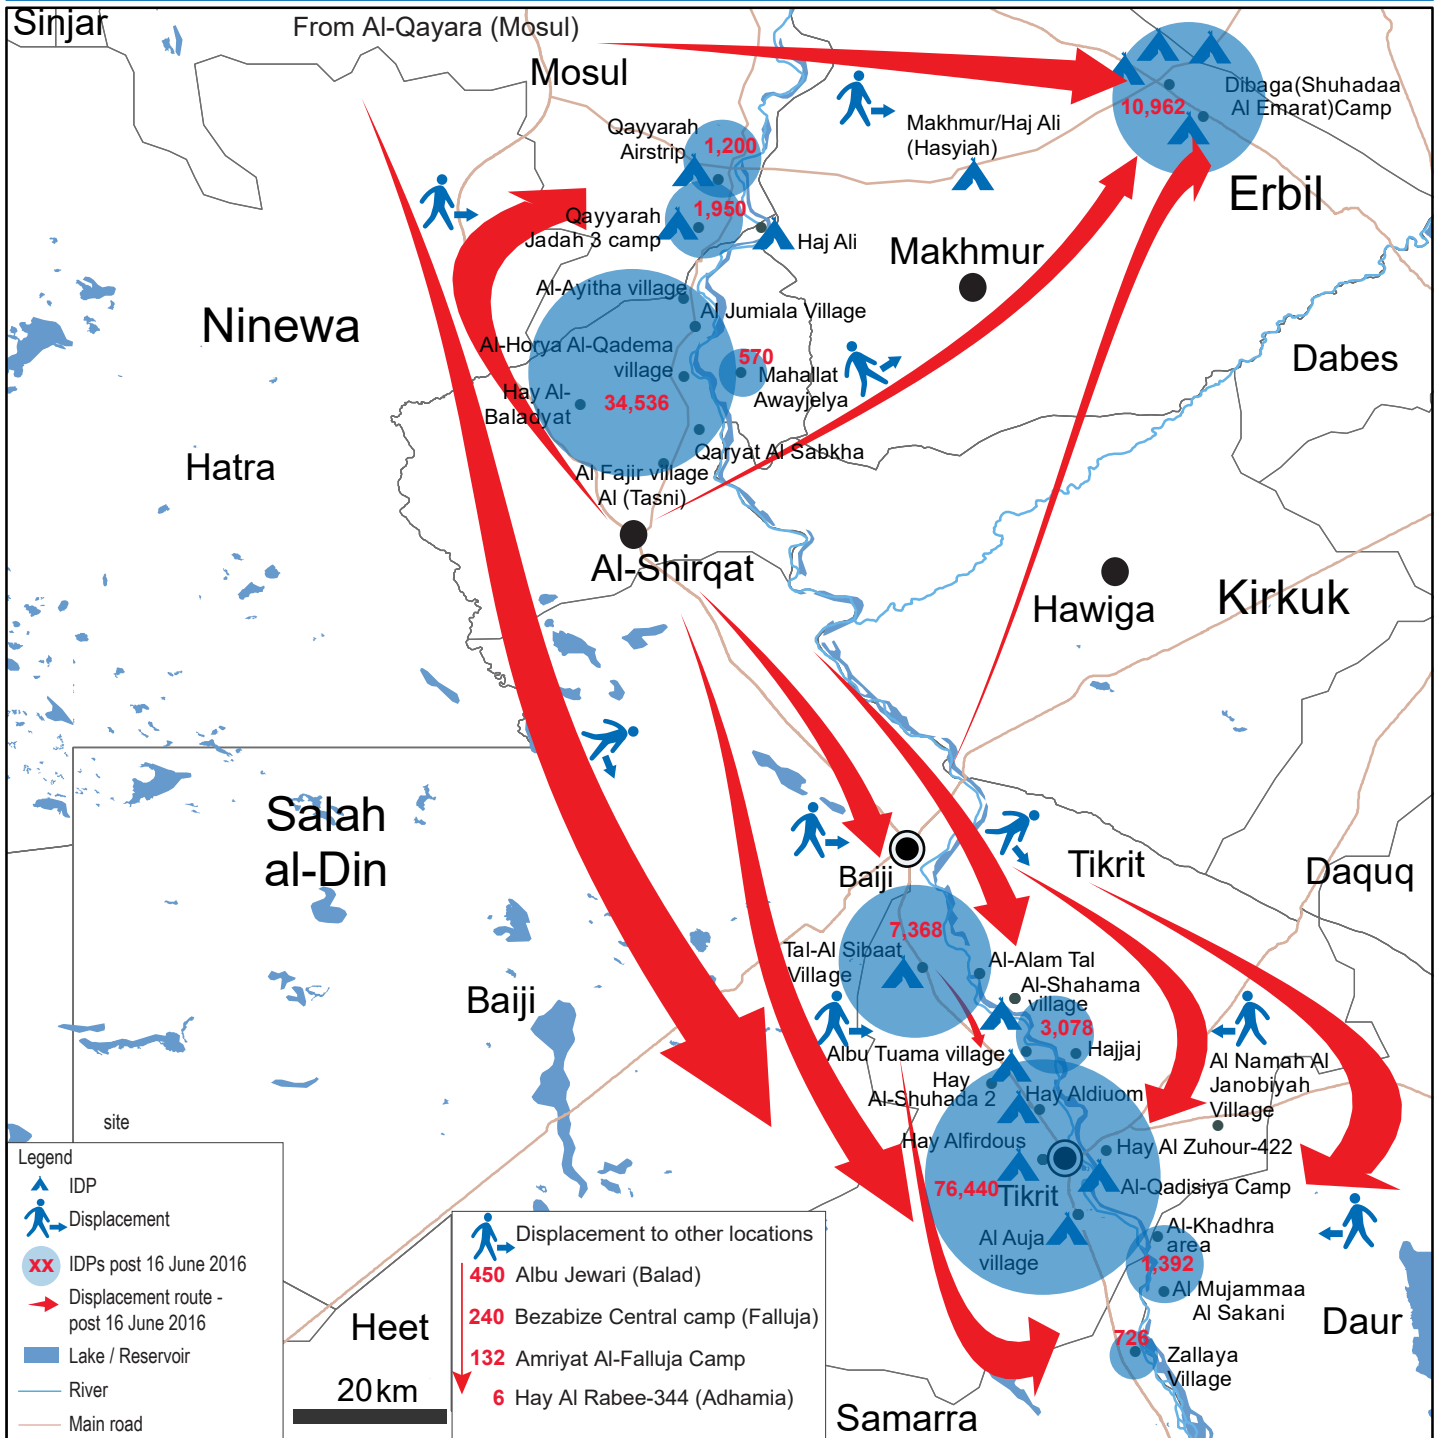 Sinjar
From Al-Qayara (Mosul)
Mosul
Dibaga(Shuhadaa
Al Emarat)Camp
10,962
Erbil
Qayyarah
Airstrip
1,200
Makhmur/Haj Ali
(Hasyiah)
Qayyarah
Jadah 3 camp
1,950
Haj Ali
Makhmur
Ninewa
Al-Ayitha village
Al Jumiala Village
Al-Horya Al-Qadema
village
570
Mahallat
Awayjelya
Hay Al-
Baladyat
34,536
Dabes
Qaryat Al Sabkha
Hatra
Al Fajir village
Al (Tasni)
Al-Shirqat
Hawiga
Kirkuk
Salah
al-Din
Baiji
Tikrit
Daquq
7,368
Tal-Al Sibaat
Village
Al-Alam Tal
Al-Shahama
village
Baiji
3,078
Hajjaj
Albu Tuama village
Hay
Al-Shuhada 2
Hay Aldiuom
Al Namah Al
Janobiyah
Village
Hay Alfirdous
Hay Al Zuhour-422
76,440
Tikrit
Al-Qadisiya Camp
Al Auja
village
Al-Khadhra
area
1,392
Al Mujammaa
Al Sakani
Daur
726
Zallaya
Village
Samarra
Heet
20km
site
Legend
IDP
Displacement
xx IDPs post 16 June 2016
Displacement route -
post 16 June 2016
Lake / Reservoir
River
Main road
Displacement to other locations
450 Albu Jewari (Balad)
240 Bezabize Central camp (Falluja)
132 Amriyat Al-Falluja Camp
6 Hay Al Rabee-344 (Adhamia)